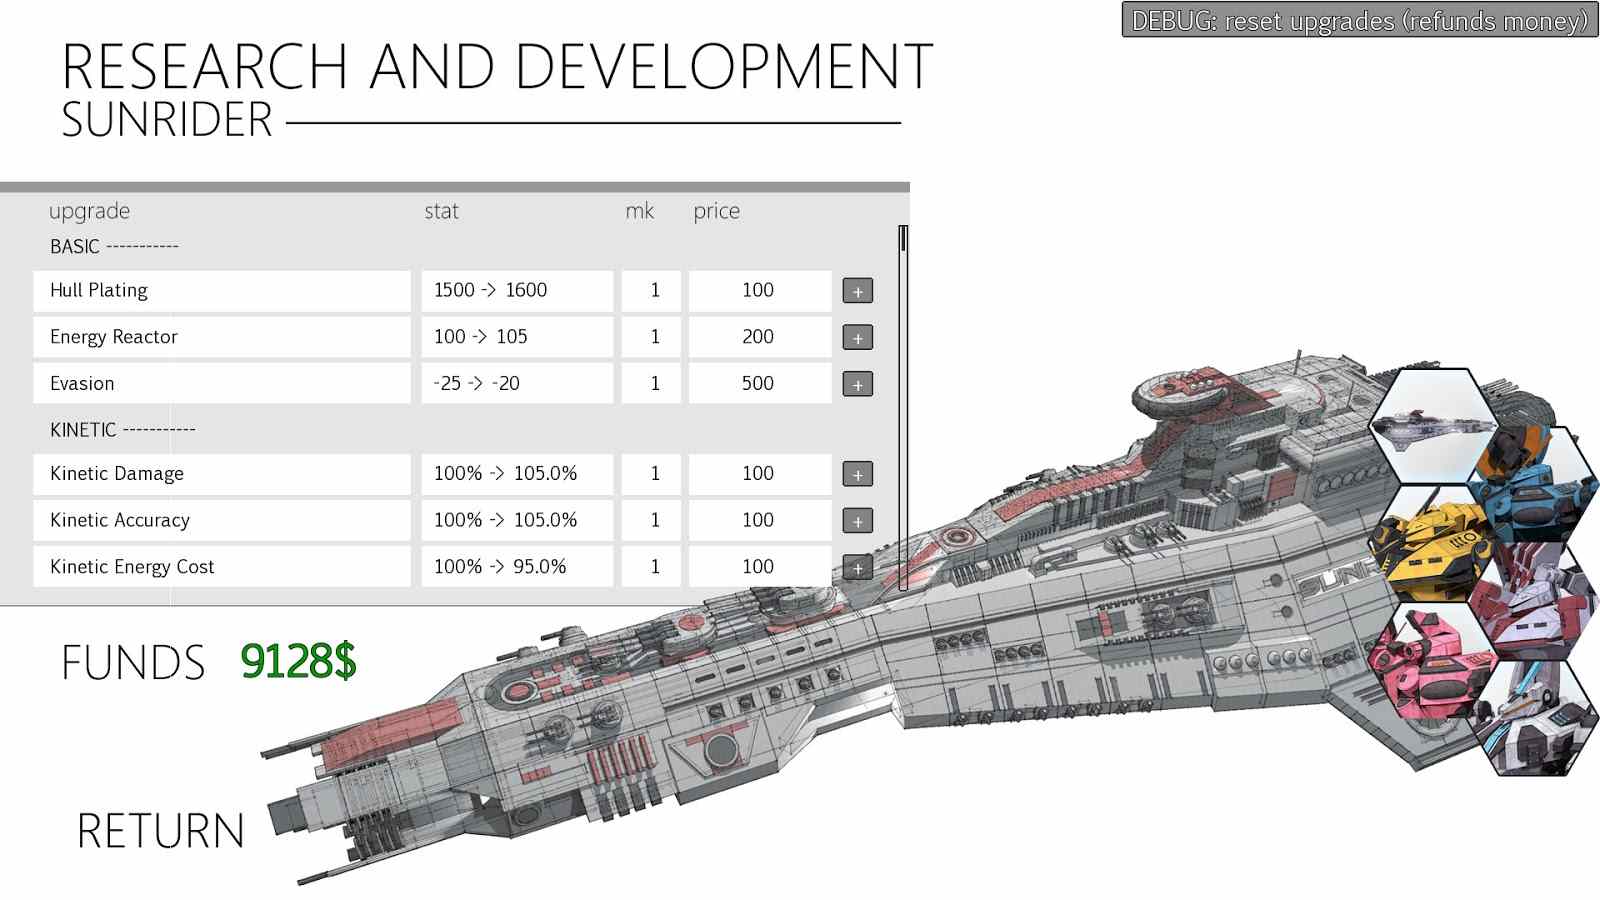 DEBUG: reset upgrades (refunds money)
RESEARCH AND DEVELOPMENT
SUNRIDER
upgrade stat mk price
BASIC -----------
Hull Plating 1500 -> 1600 1 100 +
Energy Reactor 100 -> 105 1 200 +
Evasion -25 -> -20 1 500 +
KINETIC -----------
Kinetic Damage 100% -> 105.0% 1 100 +
Kinetic Accuracy 100% -> 105.0% 1 100 +
Kinetic Energy Cost 100% -> 95.0% 1 100 +
FUNDS 9128$
RETURN